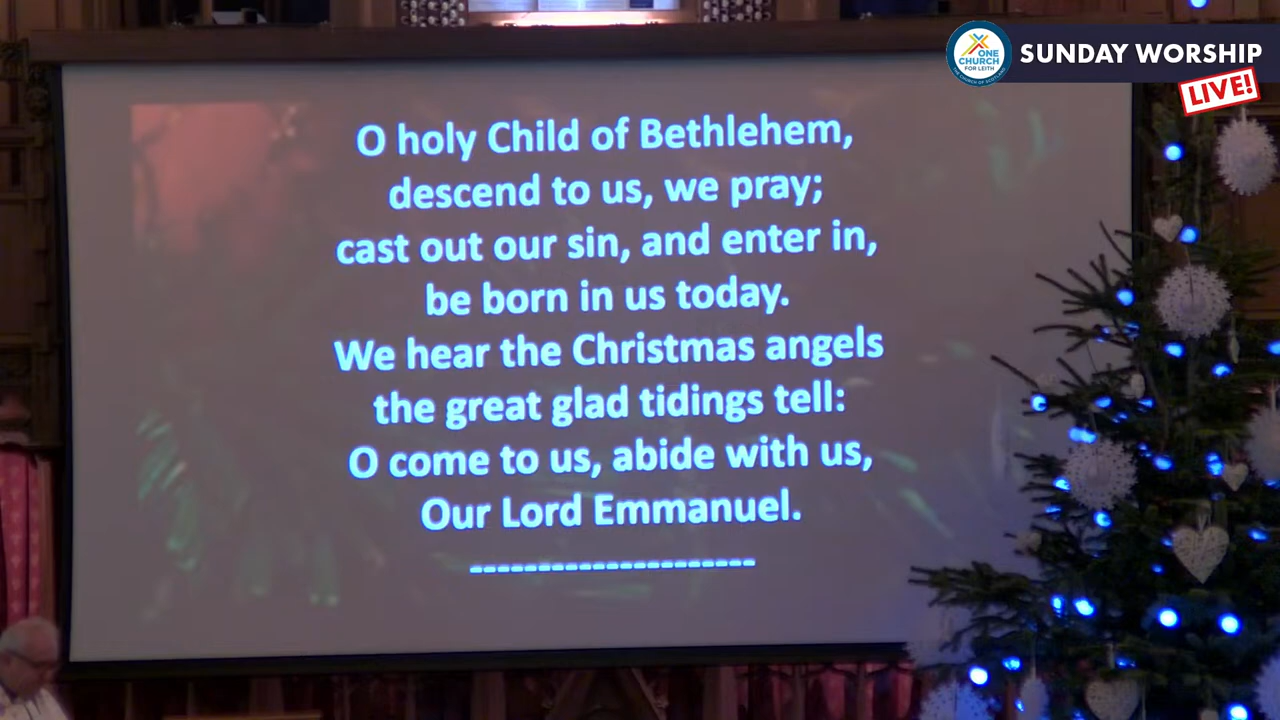 ONE
CHURCH
FOR LEITH
SUNDAY WORSHIP
LIVE!
O holy Child of Bethlehem,
descend to us, we pray;
cast out our sin, and enter in,
be born in us today.
We hear the Christmas angels
the great glad tidings tell:
O come to us, abide with us,
Our Lord Emmanuel.
---------------------